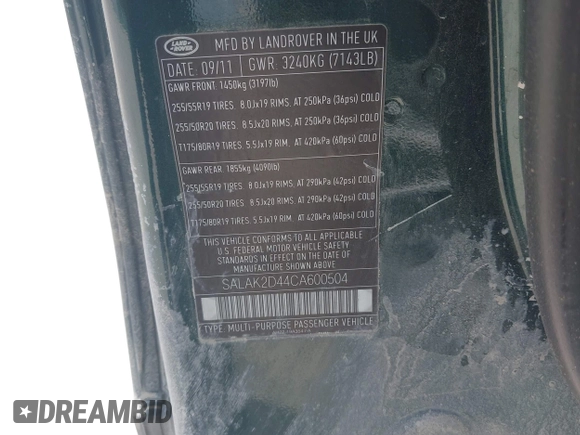 LAND ROVER
MFD BY LANDROVER IN THE UK
DATE: 09/11 GWR: 3240KG (7143LB)
GAWR FRONT: 1450kg (3197lb)
255/55R19 TIRES. 8.0Jx19 RIMS, AT 250kPa (36psi) COLD
255/50R20 TIRES. 8.5Jx20 RIMS, AT 250kPa (36psi) COLD
T175/80R19 TIRES. 5.5Jx19 RIM. AT 420kPa (60psi) COLD
GAWR REAR: 1855kg (4090lb)
255/55R19 TIRES. 8.0Jx19 RIMS, AT 290kPa (42psi) COLD
255/50R20 TIRES. 8.5Jx20 RIMS, AT 290kPa (42psi) COLD
T175/80R19 TIRES. 5.5Jx19 RIM. AT 420kPa (60psi) COLD
THIS VEHICLE CONFORMS TO ALL APPLICABLE
U.S. FEDERAL MOTOR VEHICLE SAFETY
STANDARDS IN EFFECT ON THE DATE OF
MANUFACTURE SHOWN ABOVE.
SALAK2D44CA600504
TYPE: MULTI-PURPOSE PASSENGER VEHICLE
DREAMBID